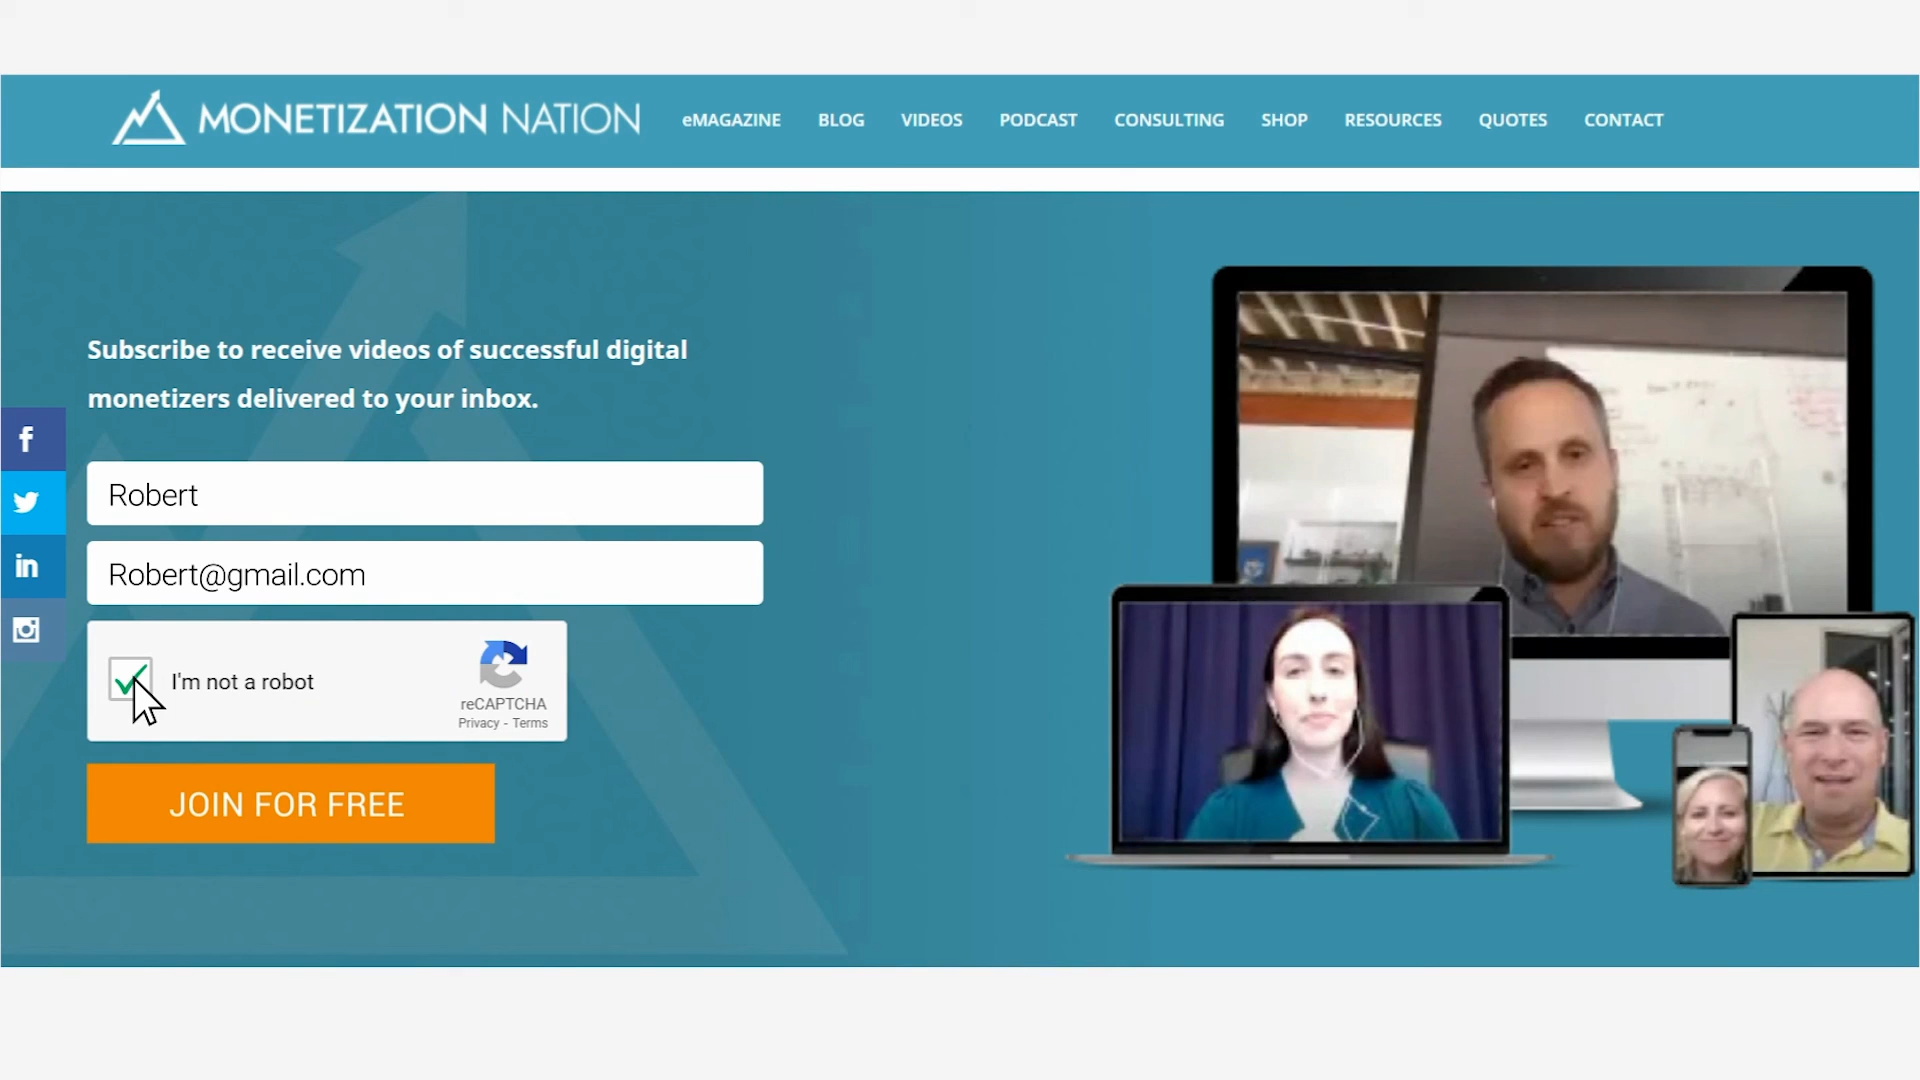 MONETIZATION NATION
eMAGAZINE BLOG VIDEOS PODCAST CONSULTING SHOP RESOURCES QUOTES CONTACT
Subscribe to receive videos of successful digital
monetizers delivered to your inbox.
Robert
Robert@gmail.com
I'm not a robot
reCAPTCHA
Privacy - Terms
JOIN FOR FREE